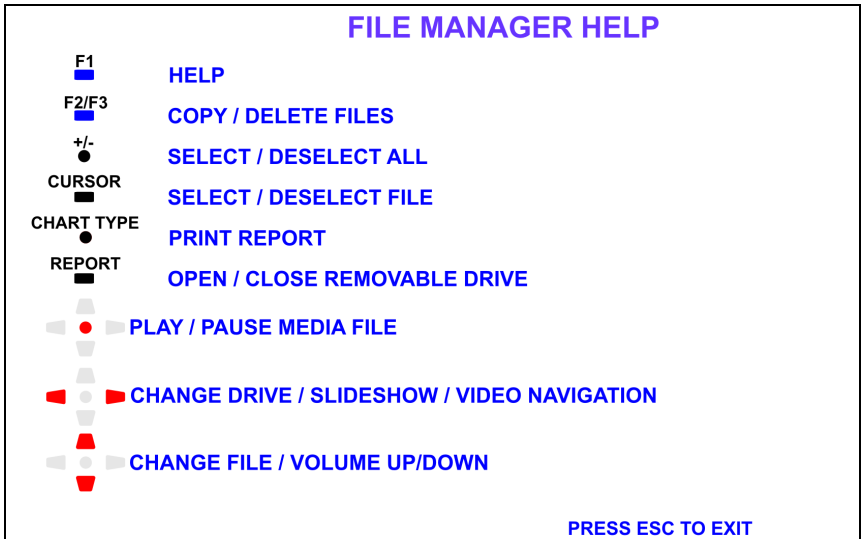 FILE MANAGER HELP
F1
HELP
F2/F3
COPY / DELETE FILES
+/-
SELECT / DESELECT ALL
CURSOR
SELECT / DESELECT FILE
CHART TYPE
PRINT REPORT
REPORT
OPEN / CLOSE REMOVABLE DRIVE
PLAY / PAUSE MEDIA FILE
CHANGE DRIVE / SLIDESHOW / VIDEO NAVIGATION
CHANGE FILE / VOLUME UP/DOWN
PRESS ESC TO EXIT